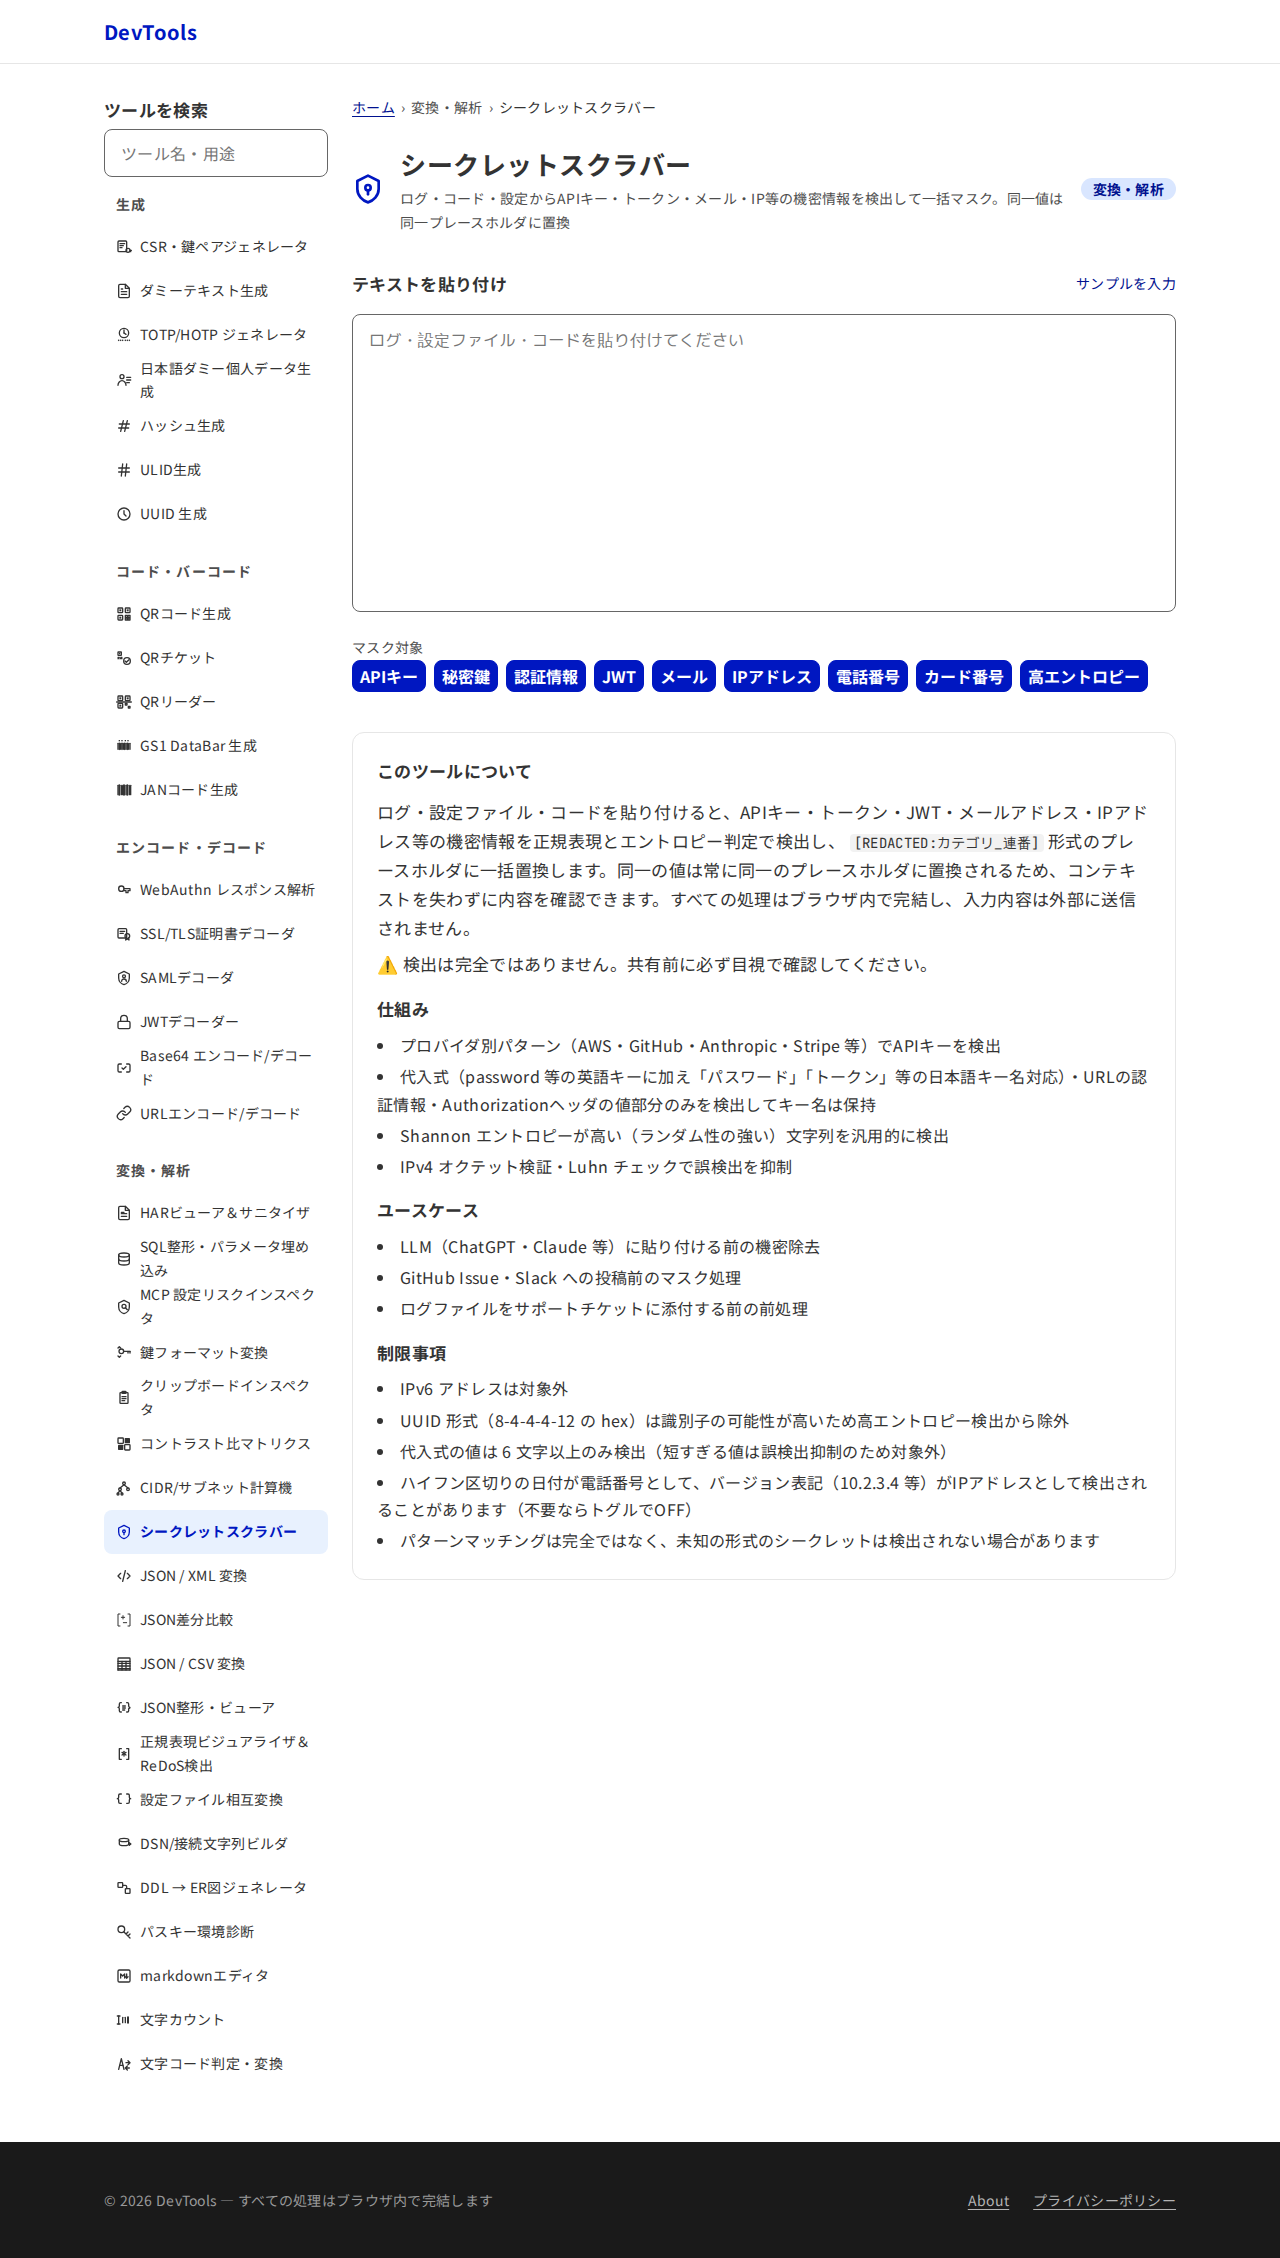 DevTools
ツールを検索
ツール名・用途
生成
CSR・鍵ペアジェネレータ
ダミーテキスト生成
TOTP/HOTP ジェネレータ
日本語ダミー個人データ生
成
ハッシュ生成
ULID生成
UUID 生成
コード・バーコード
QRコード生成
QRチケット
QRリーダー
GS1 DataBar 生成
JANコード生成
エンコード・デコード
WebAuthn レスポンス解析
SSL/TLS証明書デコーダ
SAMLデコーダ
JWTデコーダー
Base64 エンコード/デコー
ド
URLエンコード/デコード
変換・解析
HARビューア＆サニタイザ
SQL整形・パラメータ埋め
込み
MCP 設定リスクインスペク
タ
鍵フォーマット変換
クリップボードインスペク
タ
コントラスト比マトリクス
CIDR/サブネット計算機
シークレットスクラバー
JSON / XML 変換
JSON差分比較
JSON / CSV 変換
JSON整形・ビューア
正規表現ビジュアライザ＆
ReDoS検出
設定ファイル相互変換
DSN/接続文字列ビルダ
DDL → ER図ジェネレータ
パスキー環境診断
markdownエディタ
文字カウント
文字コード判定・変換
ホーム › 変換・解析 › シークレットスクラバー
シークレットスクラバー
ログ・コード・設定からAPIキー・トークン・メール・IP等の機密情報を検出して一括マスク。同一値は
同一プレースホルダに置換
変換・解析
テキストを貼り付け
サンプルを入力
ログ・設定ファイル・コードを貼り付けてください
マスク対象
APIキー 秘密鍵 認証情報 JWT メール IPアドレス 電話番号 カード番号 高エントロピー
このツールについて
ログ・設定ファイル・コードを貼り付けると、APIキー・トークン・JWT・メールアドレス・IPアド
レス等の機密情報を正規表現とエントロピー判定で検出し、 [REDACTED:カテゴリ_連番] 形式のプレ
ースホルダに一括置換します。同一の値は常に同一のプレースホルダに置換されるため、コンテキ
ストを失わずに内容を確認できます。すべての処理はブラウザ内で完結し、入力内容は外部に送信
されません。
⚠️ 検出は完全ではありません。共有前に必ず目視で確認してください。
仕組み
• プロバイダ別パターン（AWS・GitHub・Anthropic・Stripe 等）でAPIキーを検出
• 代入式（password 等の英語キーに加え「パスワード」「トークン」等の日本語キー名対応）・URLの認
証情報・Authorizationヘッダの値部分のみを検出してキー名は保持
• Shannon エントロピーが高い（ランダム性の強い）文字列を汎用的に検出
• IPv4 オクテット検証・Luhn チェックで誤検出を抑制
ユースケース
• LLM（ChatGPT・Claude 等）に貼り付ける前の機密除去
• GitHub Issue・Slack への投稿前のマスク処理
• ログファイルをサポートチケットに添付する前の前処理
制限事項
• IPv6 アドレスは対象外
• UUID 形式（8-4-4-4-12 の hex）は識別子の可能性が高いため高エントロピー検出から除外
• 代入式の値は 6 文字以上のみ検出（短すぎる値は誤検出抑制のため対象外）
• ハイフン区切りの日付が電話番号として、バージョン表記（10.2.3.4 等）がIPアドレスとして検出され
ることがあります（不要ならトグルでOFF）
• パターンマッチングは完全ではなく、未知の形式のシークレットは検出されない場合があります
© 2026 DevTools — すべての処理はブラウザ内で完結します
About プライバシーポリシー